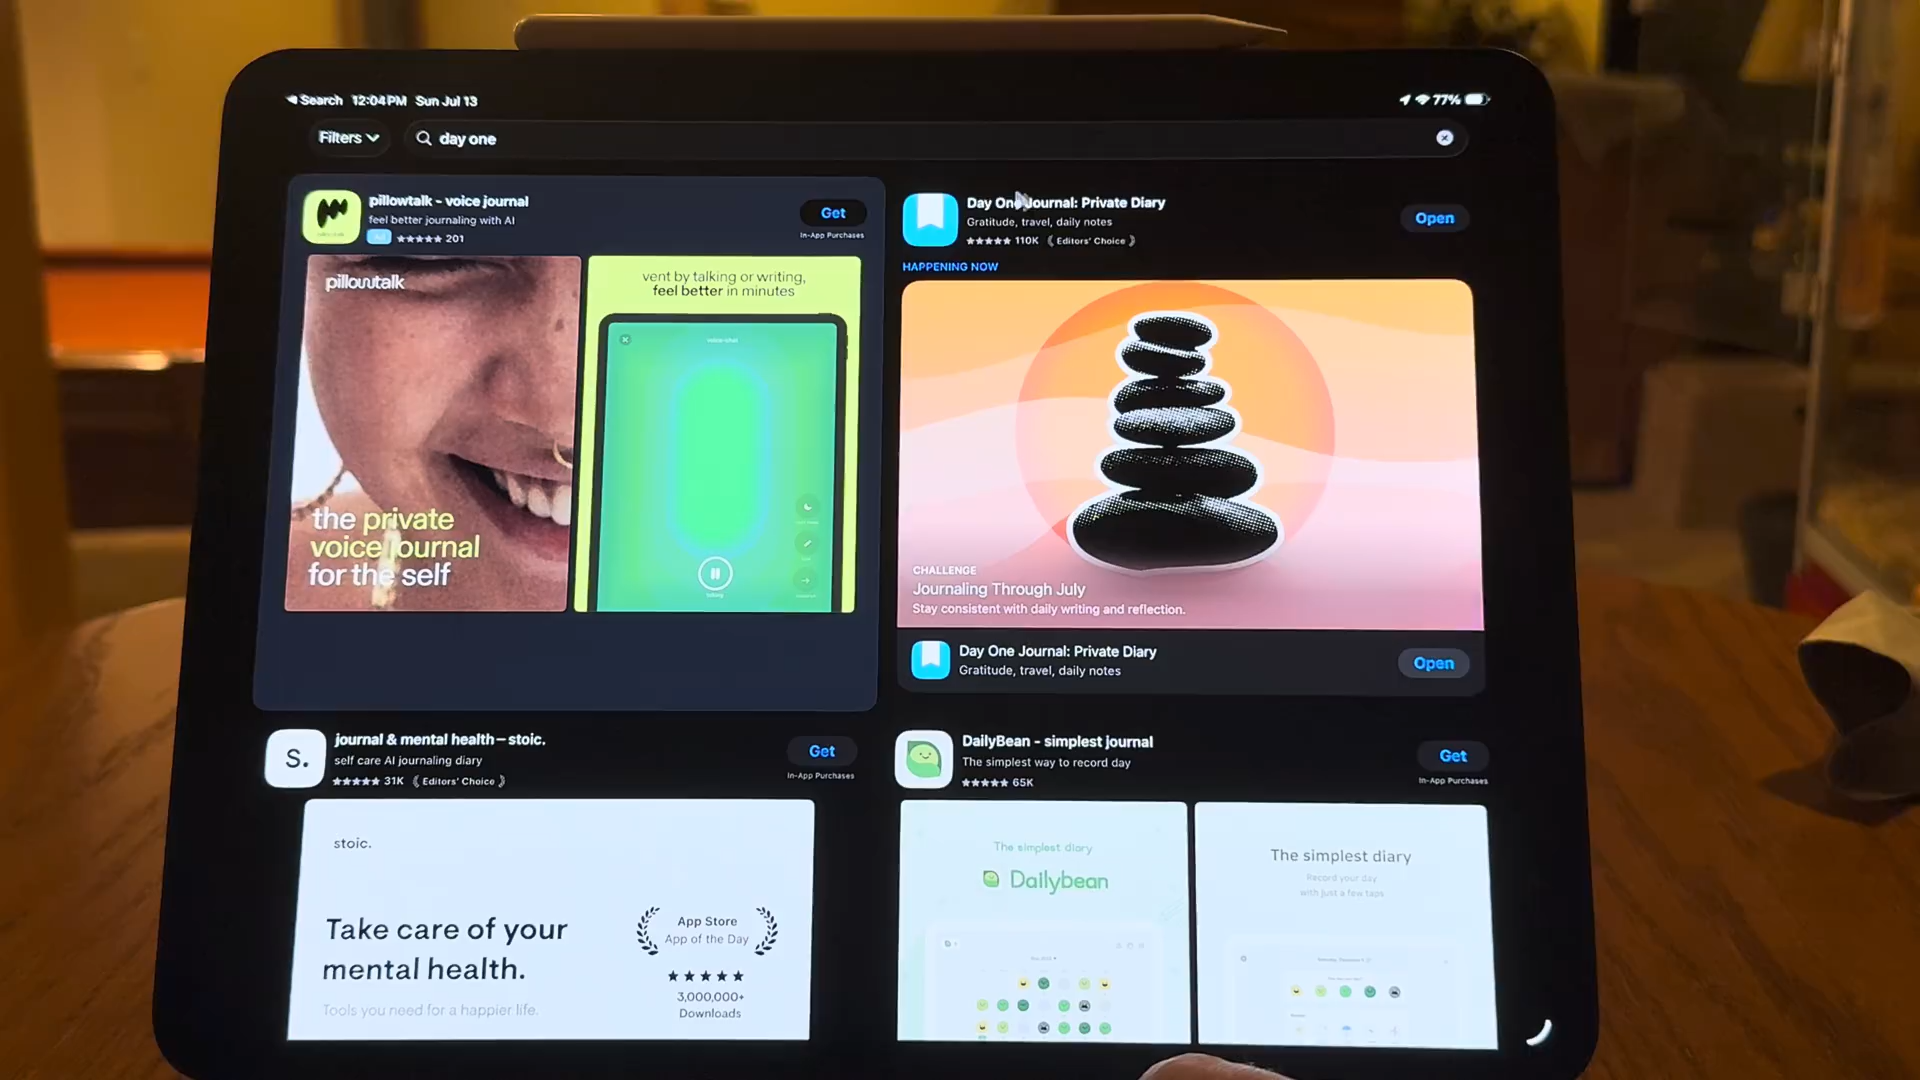 Search 12:04 PM Sun Jul 13
77%
Filters
day one
pillowtalk - voice journal
feel better journaling with AI
201
Get
In-App Purchases
pillowtalk
the private
voice journal
for the self
vent by talking or writing,
feel better in minutes
voice chat
Day One Journal: Private Diary
Gratitude, travel, daily notes
110K Editors' Choice
Open
HAPPENING NOW
CHALLENGE
Journaling Through July
Stay consistent with daily writing and reflection.
Day One Journal: Private Diary
Gratitude, travel, daily notes
Open
S.
journal & mental health—stoic.
self care AI journaling diary
31K Editors' Choice
Get
In-App Purchases
stoic.
Take care of your
mental health.
Tools you need for a happier life.
App Store
App of the Day
3,000,000+
Downloads
DailyBean - simplest journal
The simplest way to record day
65K
Get
In-App Purchases
The simplest diary
Dailybean
The simplest diary
Record your day
with just a few taps